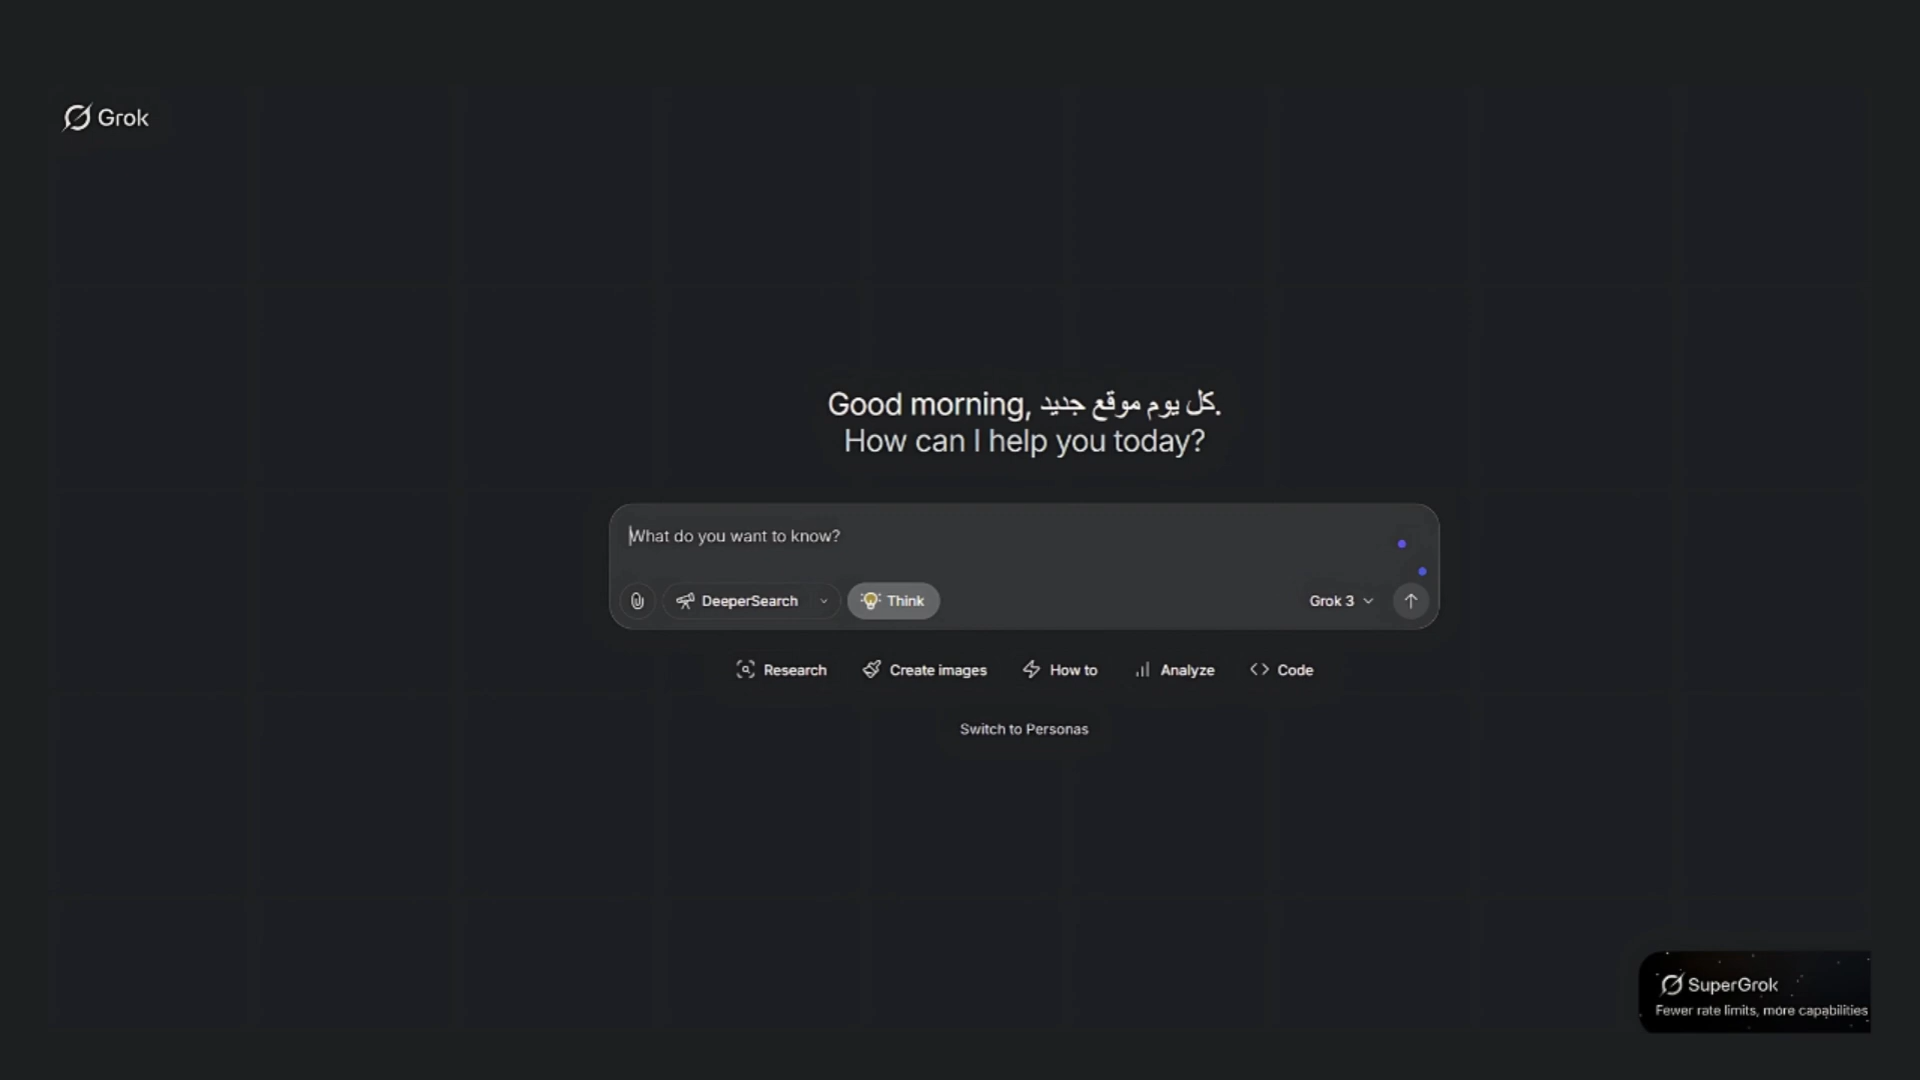 Grok
Good morning, كل يوم موقع جديد.
How can I help you today?
What do you want to know?
DeeperSearch
Think
Grok 3
Research
Create images
How to
Analyze
Code
Switch to Personas
SuperGrok
Fewer rate limits, more capabilities